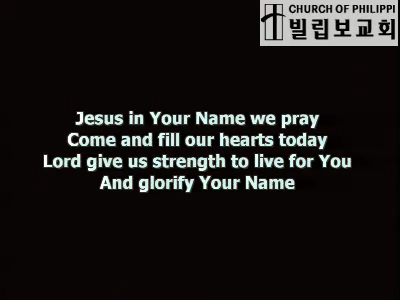 CHURCH OF PHILIPPI
빌립보교회
Jesus in Your Name we pray
Come and fill our hearts today
Lord give us strength to live for You
And glorify Your Name